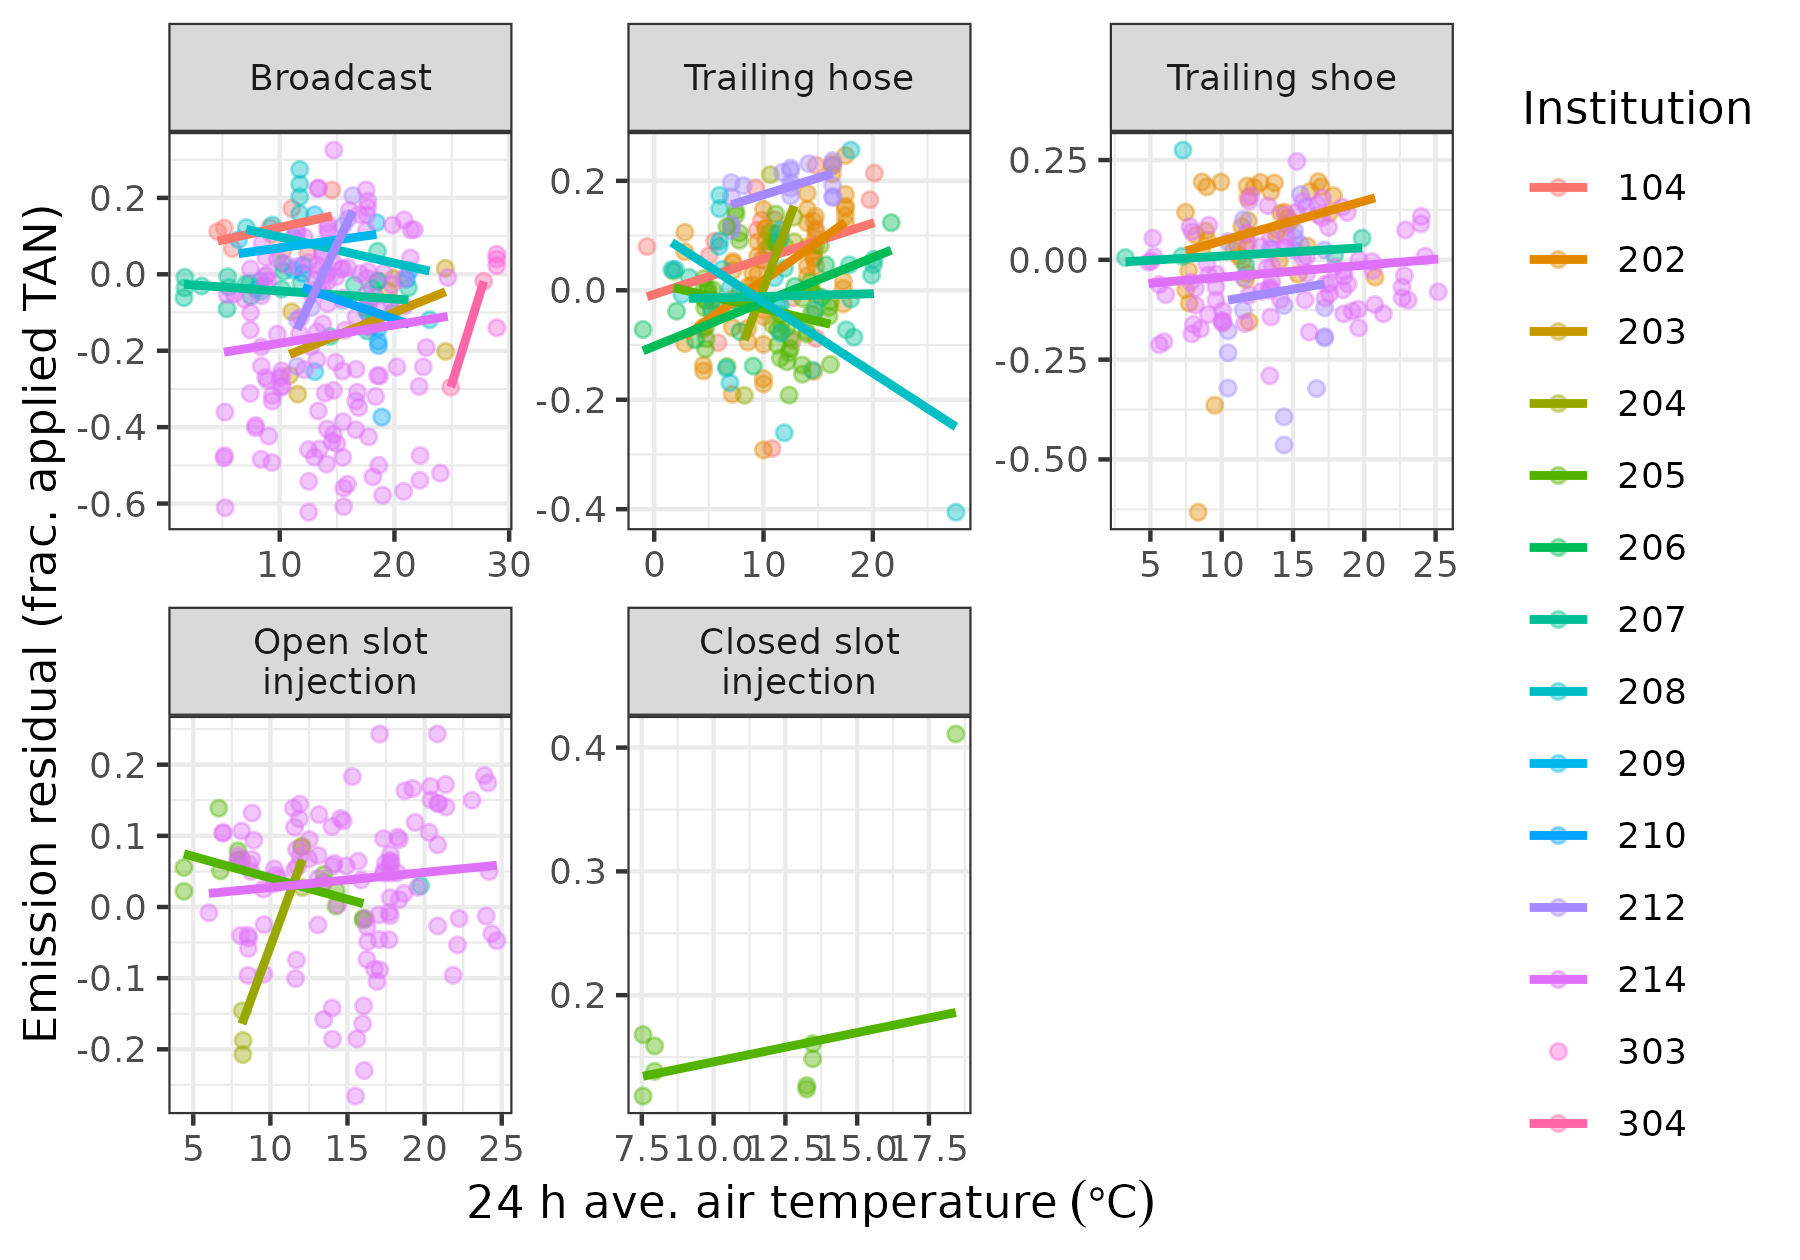 Broadcast
Trailing hose
Trailing shoe
Institution
104
202
203
204
205
206
207
208
209
210
212
214
303
304
Emission residual (frac. applied TAN)
0.2
0.0
-0.2
-0.4
-0.6
10 20 30
0.2
0.0
-0.2
-0.4
0 10 20
0.25
0.00
-0.25
-0.50
5 10 15 20 25
Open slot
injection
Closed slot
injection
0.2
0.1
0.0
-0.1
-0.2
5 10 15 20 25
0.4
0.3
0.2
7.5 10.0 12.5 15.0 17.5
24 h ave. air temperature (°C)